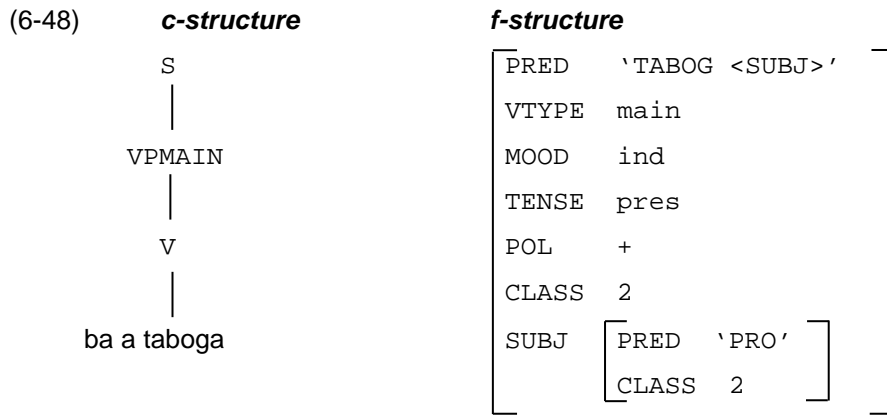 (6-48) c-structure f-structure
S PRED ‘TABOG <SUBJ>’
VTYPE main
VPMAIN MOOD ind
TENSE pres
V POL +
CLASS 2
ba a taboga SUBJ PRED ‘PRO’
CLASS 2